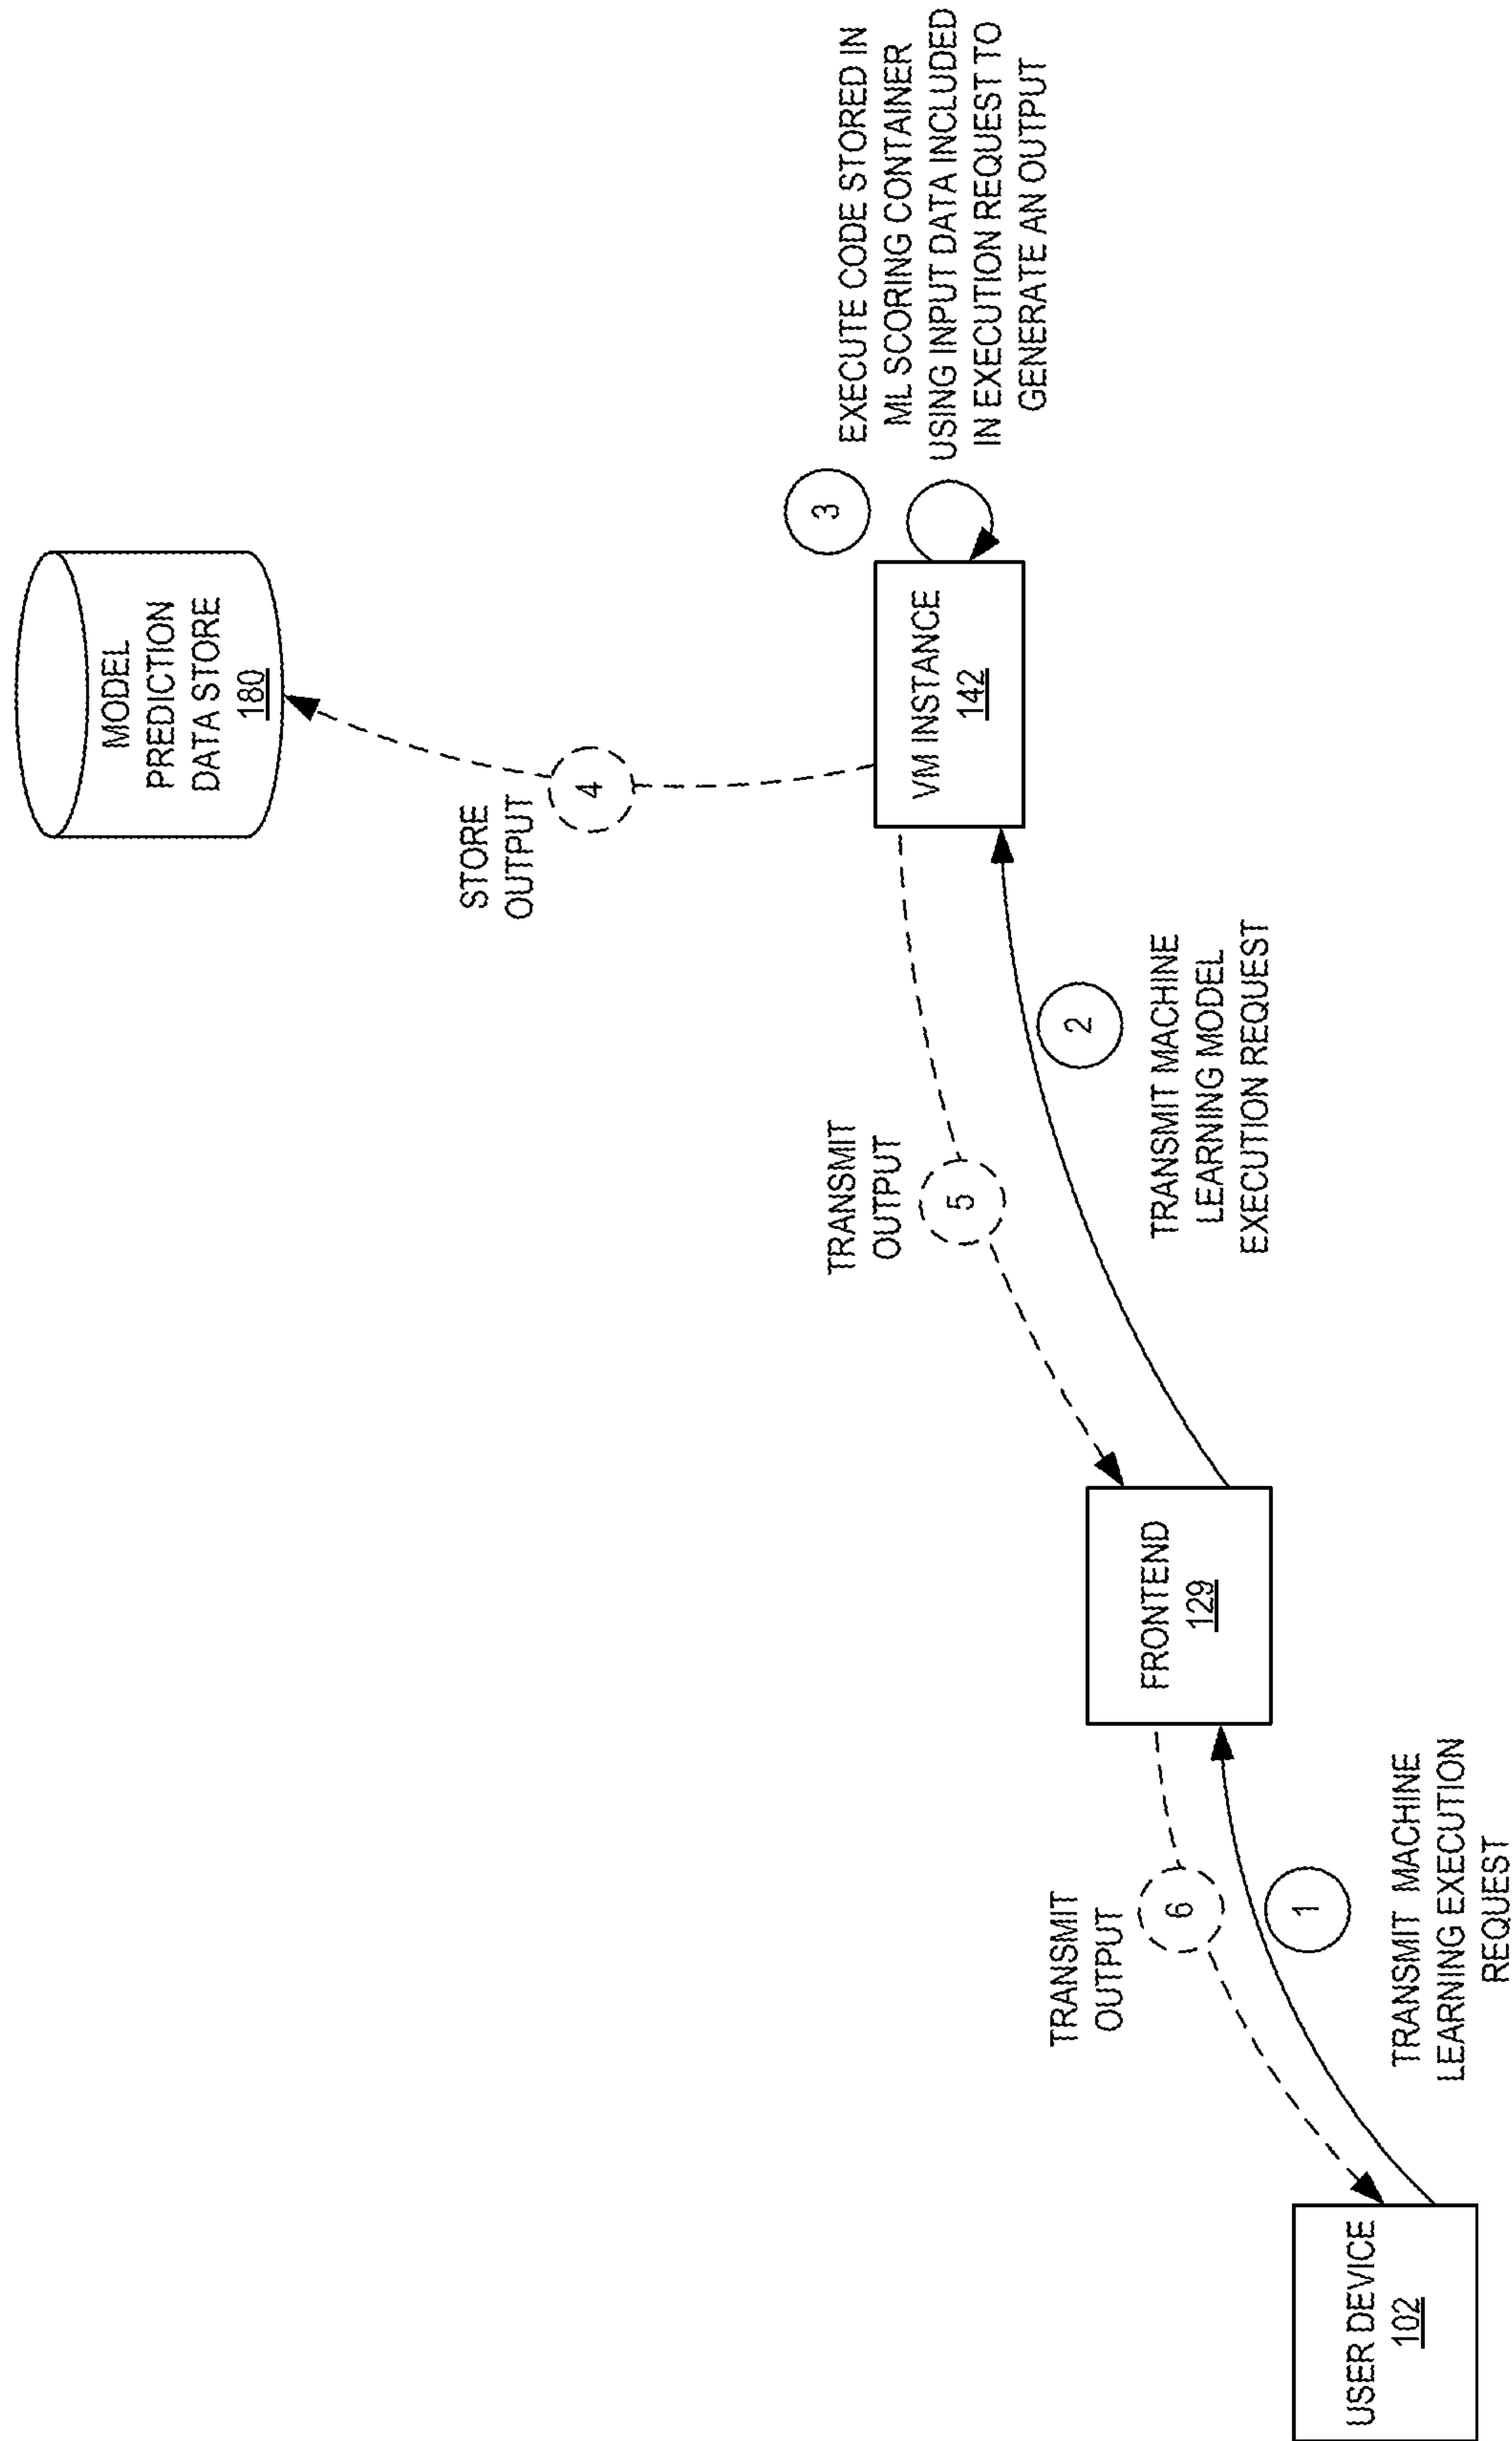 MODEL
PREDICTION
DATA STORE
180
STORE
OUTPUT
4
3
EXECUTE CODE STORED IN
ML SCORING CONTAINER
USING INPUT DATA INCLUDED
IN EXECUTION REQUEST TO
GENERATE AN OUTPUT
VM INSTANCE
142
TRANSMIT
OUTPUT
5
2
TRANSMIT MACHINE
LEARNING MODEL
EXECUTION REQUEST
FRONTEND
129
TRANSMIT
OUTPUT
6
1
TRANSMIT MACHINE
LEARNING EXECUTION
REQUEST
USER DEVICE
102